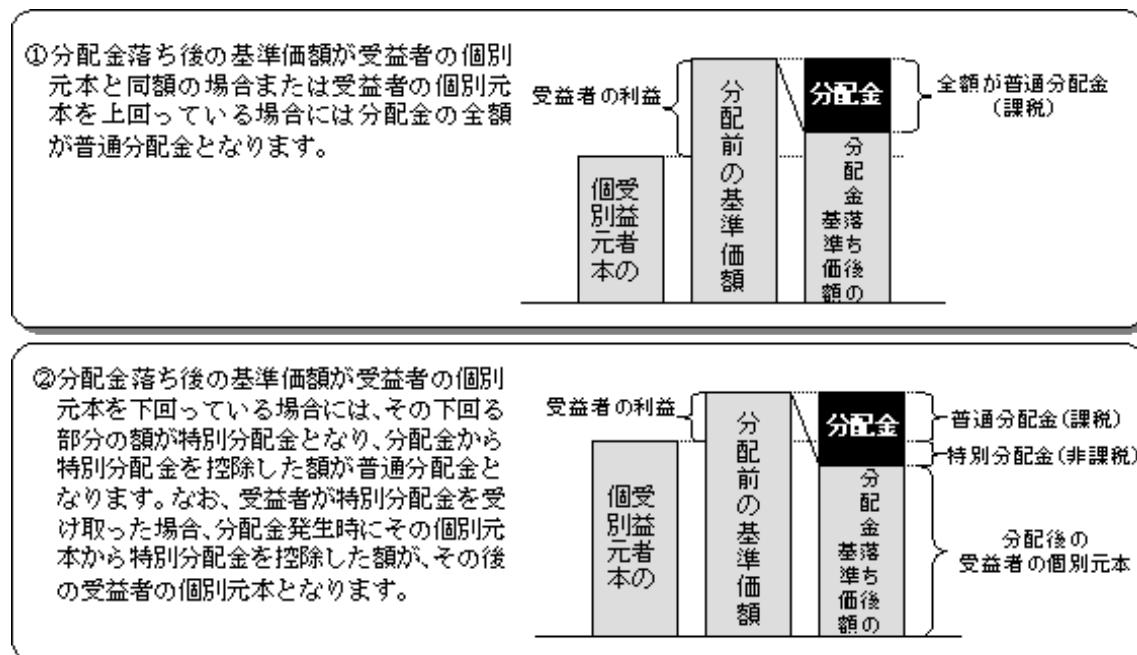 ①分配金落ち後の基準価額が受益者の個別
元本と同額の場合または受益者の個別元
本を上回っている場合には分配金の全額
が普通分配金となります。
受益者の利益
受益者の
個別元本
分配前の基準価額
分配金
分配金落ち後の
基準価額
全額が普通分配金
(課税)
②分配金落ち後の基準価額が受益者の個別
元本を下回っている場合には、その下回る
部分の額が特別分配金となり、分配金から
特別分配金を控除した額が普通分配金と
なります。なお、受益者が特別分配金を受
け取った場合、分配金発生時にその個別元
本から特別分配金を控除した額が、その後
の受益者の個別元本となります。
受益者の利益
受益者の
個別元本
分配前の基準価額
分配金
分配金落ち後の
基準価額
普通分配金(課税)
特別分配金(非課税)
分配後の
受益者の個別元本